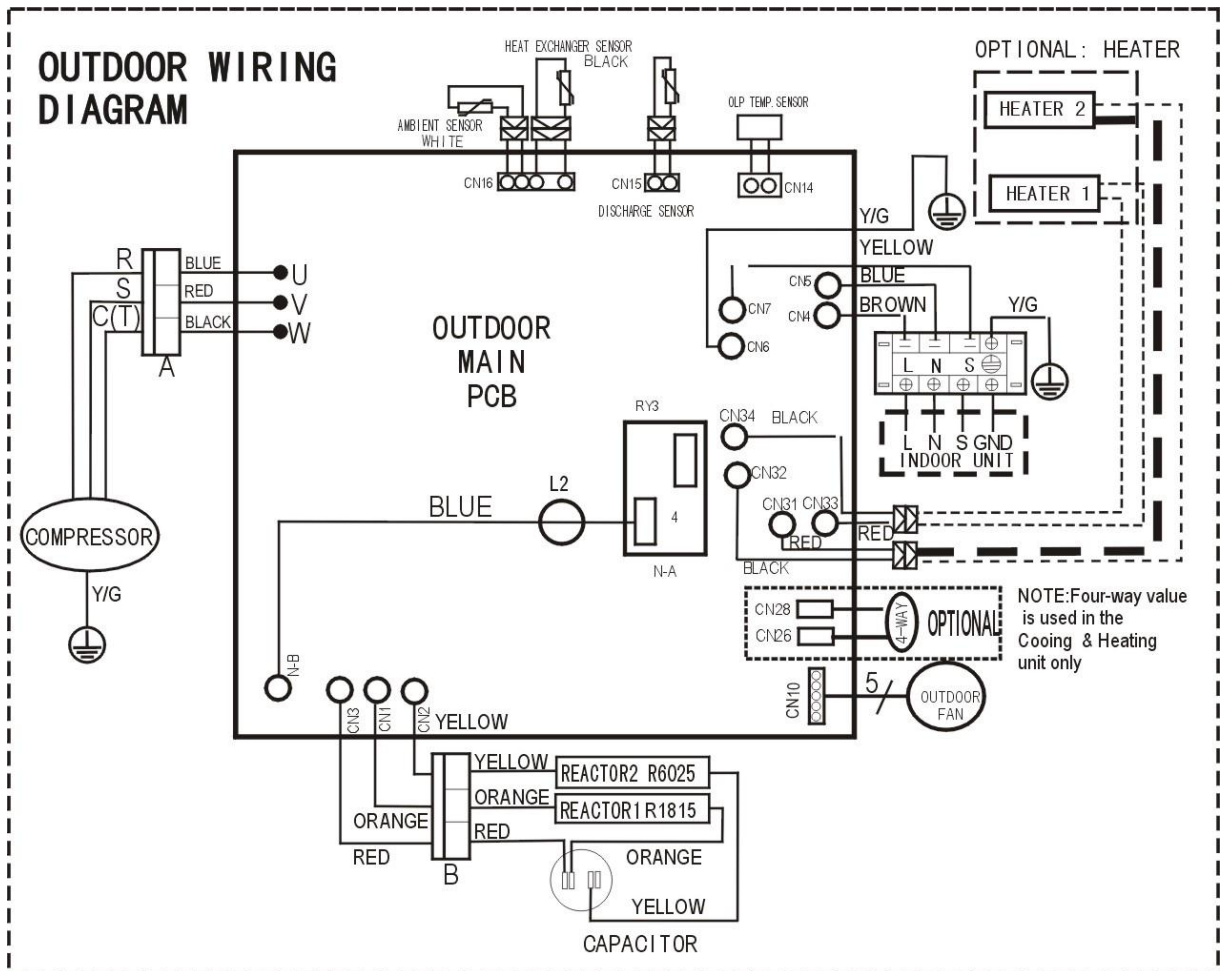 OUTDOOR WIRING
DIAGRAM
HEAT EXCHANGER SENSOR
BLACK
AMBIENT SENSOR
WHITE
OLP TEMP. SENSOR
OPTIONAL: HEATER
HEATER 2
HEATER 1
CN16
CN15
CN14
DISCHARGE SENSOR
Y/G
YELLOW
BLUE
BROWN
Y/G
CN5
CN4
CN7
CN6
R
S
C(T)
BLUE
RED
BLACK
U
V
W
A
OUTDOOR
MAIN
PCB
L N S
L N S GND
INDOOR UNIT
RY3
4
N-A
CN34
BLACK
CN32
CN31
CN33
RED
RED
BLACK
L2
BLUE
COMPRESSOR
Y/G
CN28
CN26
4-WAY
OPTIONAL
NOTE:Four-way value
is used in the
Cooing & Heating
unit only
CN10
5
OUTDOOR
FAN
N-B
CN3
CN1
CN2
YELLOW
YELLOW
REACTOR2 R6025
ORANGE
REACTOR1 R1815
ORANGE
RED
RED
B
ORANGE
YELLOW
CAPACITOR